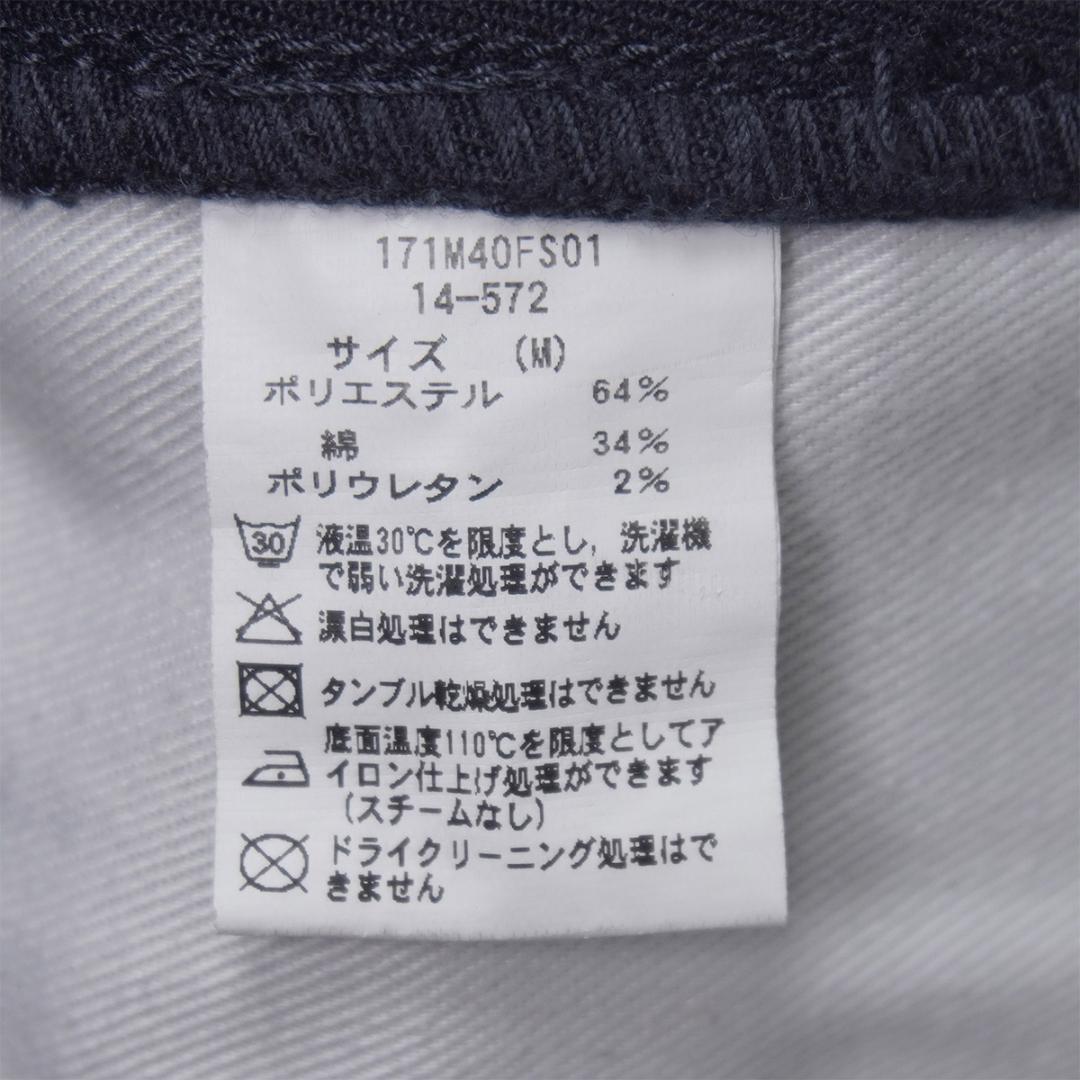 171M40FS01
14-572
サイズ (M)
ポリエステル 64%
綿 34%
ポリウレタン 2%
30 液温30℃を限度とし、洗濯機
で弱い洗濯処理ができます
漂白処理はできません
タンブル乾燥処理はできません
底面温度110℃を限度としてア
イロン仕上げ処理ができます
(スチームなし)
ドライクリーニング処理はで
きません